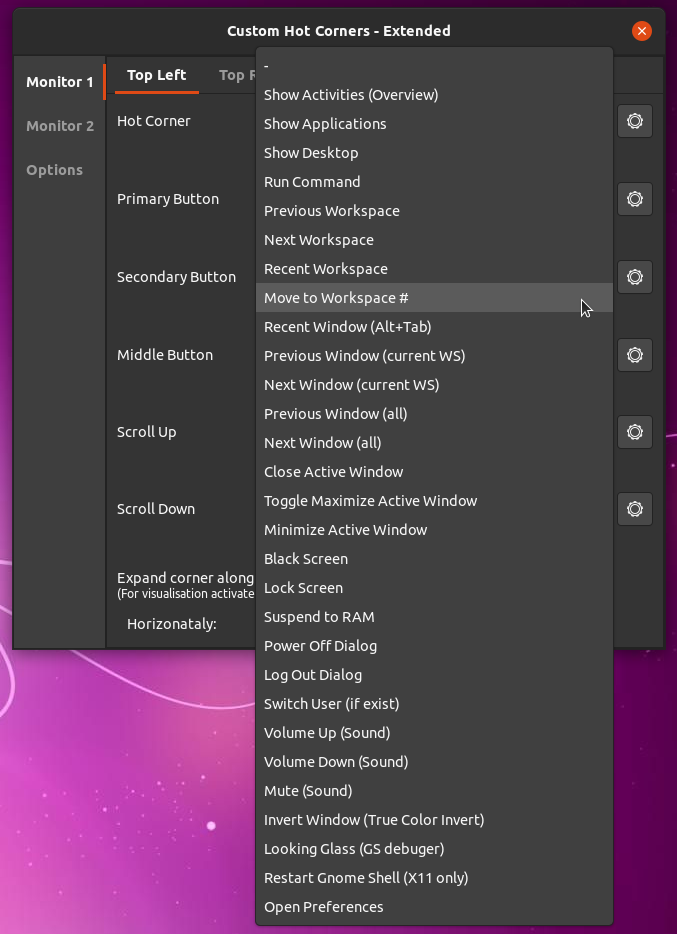 Custom Hot Corners - Extended
Monitor 1
Monitor 2
Options
Top Left
Top R
Hot Corner
Primary Button
Secondary Button
Middle Button
Scroll Up
Scroll Down
Expand corner along
(For visualisation activate
Horizonataly:
-
Show Activities (Overview)
Show Applications
Show Desktop
Run Command
Previous Workspace
Next Workspace
Recent Workspace
Move to Workspace #
Recent Window (Alt+Tab)
Previous Window (current WS)
Next Window (current WS)
Previous Window (all)
Next Window (all)
Close Active Window
Toggle Maximize Active Window
Minimize Active Window
Black Screen
Lock Screen
Suspend to RAM
Power Off Dialog
Log Out Dialog
Switch User (if exist)
Volume Up (Sound)
Volume Down (Sound)
Mute (Sound)
Invert Window (True Color Invert)
Looking Glass (GS debuger)
Restart Gnome Shell (X11 only)
Open Preferences